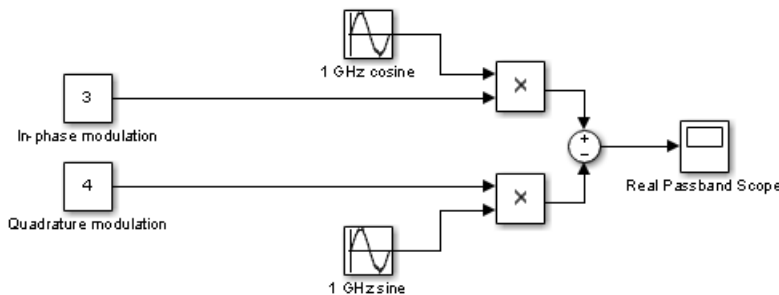 1 GHz cosine
3
×
In-phase modulation
+
−
4
×
Real Passband Scope
Quadrature modulation
1 GHz sine